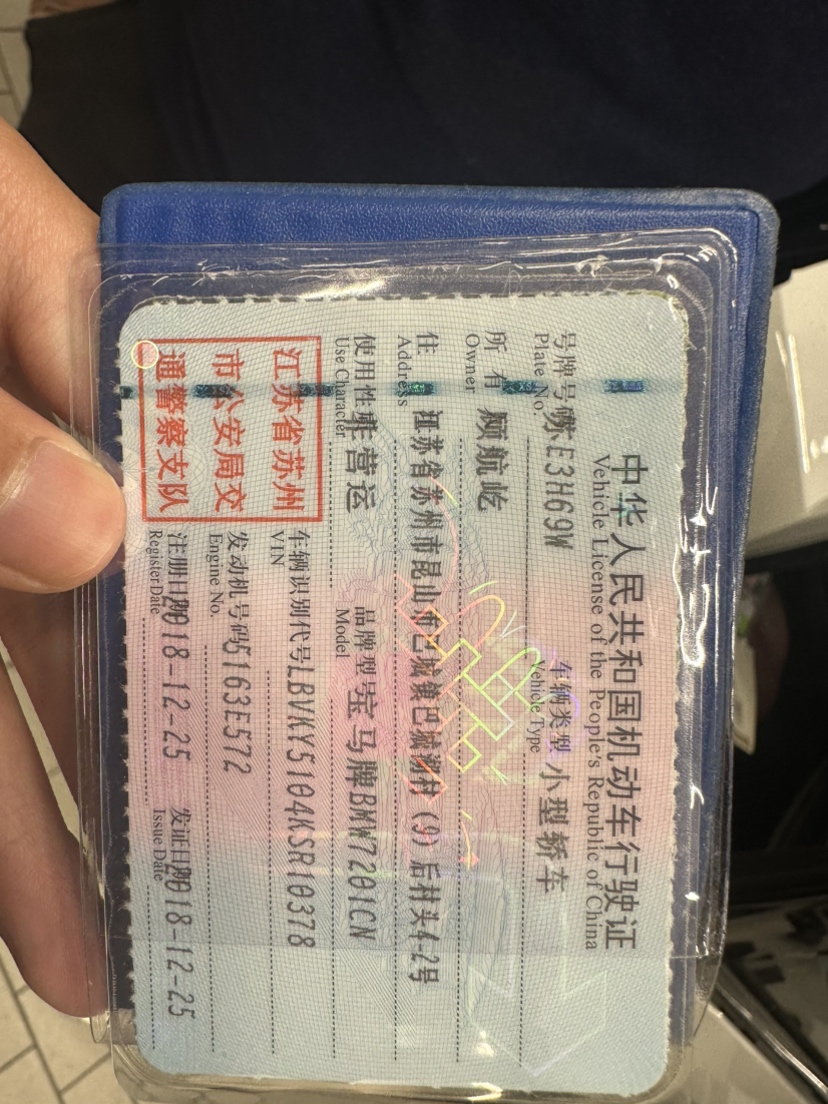 中华人民共和国机动车行驶证
Vehicle License of the People's Republic of China
号牌号码 苏E3H69W 车辆类型 小型轿车
Plate No. Vehicle Type
所有 顾航屹
Owner
住 江苏省苏州市昆山市巴城镇巴城湖村(9)后村头4-2号
Address
使用性 非营运 品牌型 宝马牌BMW7201CN
Use Character Model
江苏省苏州
市公安局交
通警察支队
车辆识别代号 LBVKY5104KSR10378
VIN
发动机号码 5163E572
Engine No.
注册日期 2018-12-25 发证日期 2018-12-25
Register Date Issue Date